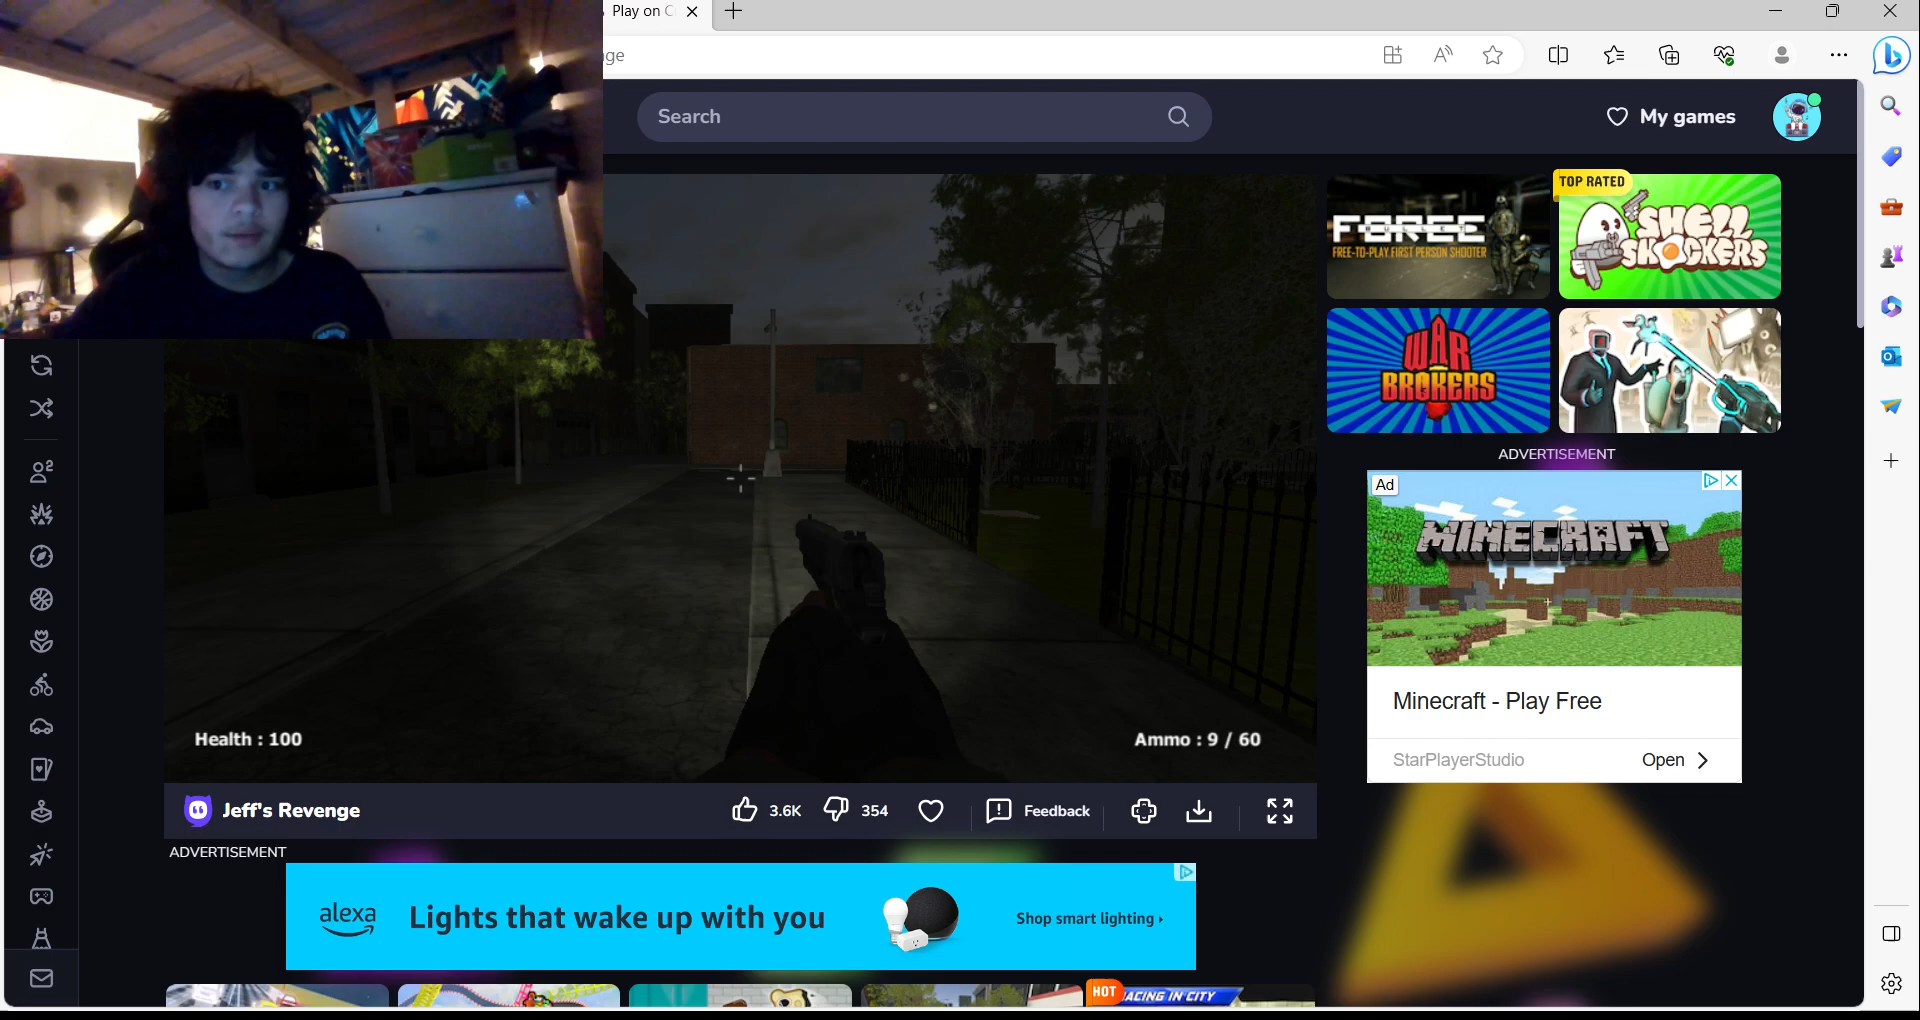 Play on C
ge
Search
My games
FORCE
FREE-TO-PLAY FIRST PERSON SHOOTER
TOP RATED
SHELL
SHOCKERS
WAR
BROKERS
ADVERTISEMENT
Ad
MINECRAFT
Minecraft - Play Free
StarPlayerStudio
Open
Health : 100
Ammo : 9 / 60
Jeff's Revenge
3.6K
354
Feedback
ADVERTISEMENT
alexa
Lights that wake up with you
Shop smart lighting
HOT
ACING IN CITY